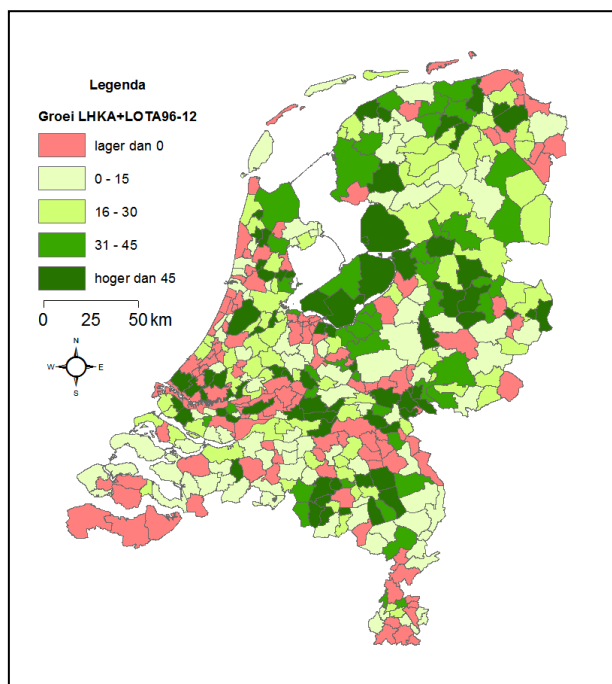 Legenda
Groei LHKA+LOTA96-12
lager dan 0
0 - 15
16 - 30
31 - 45
hoger dan 45
0 25 50 km
N
W E
S